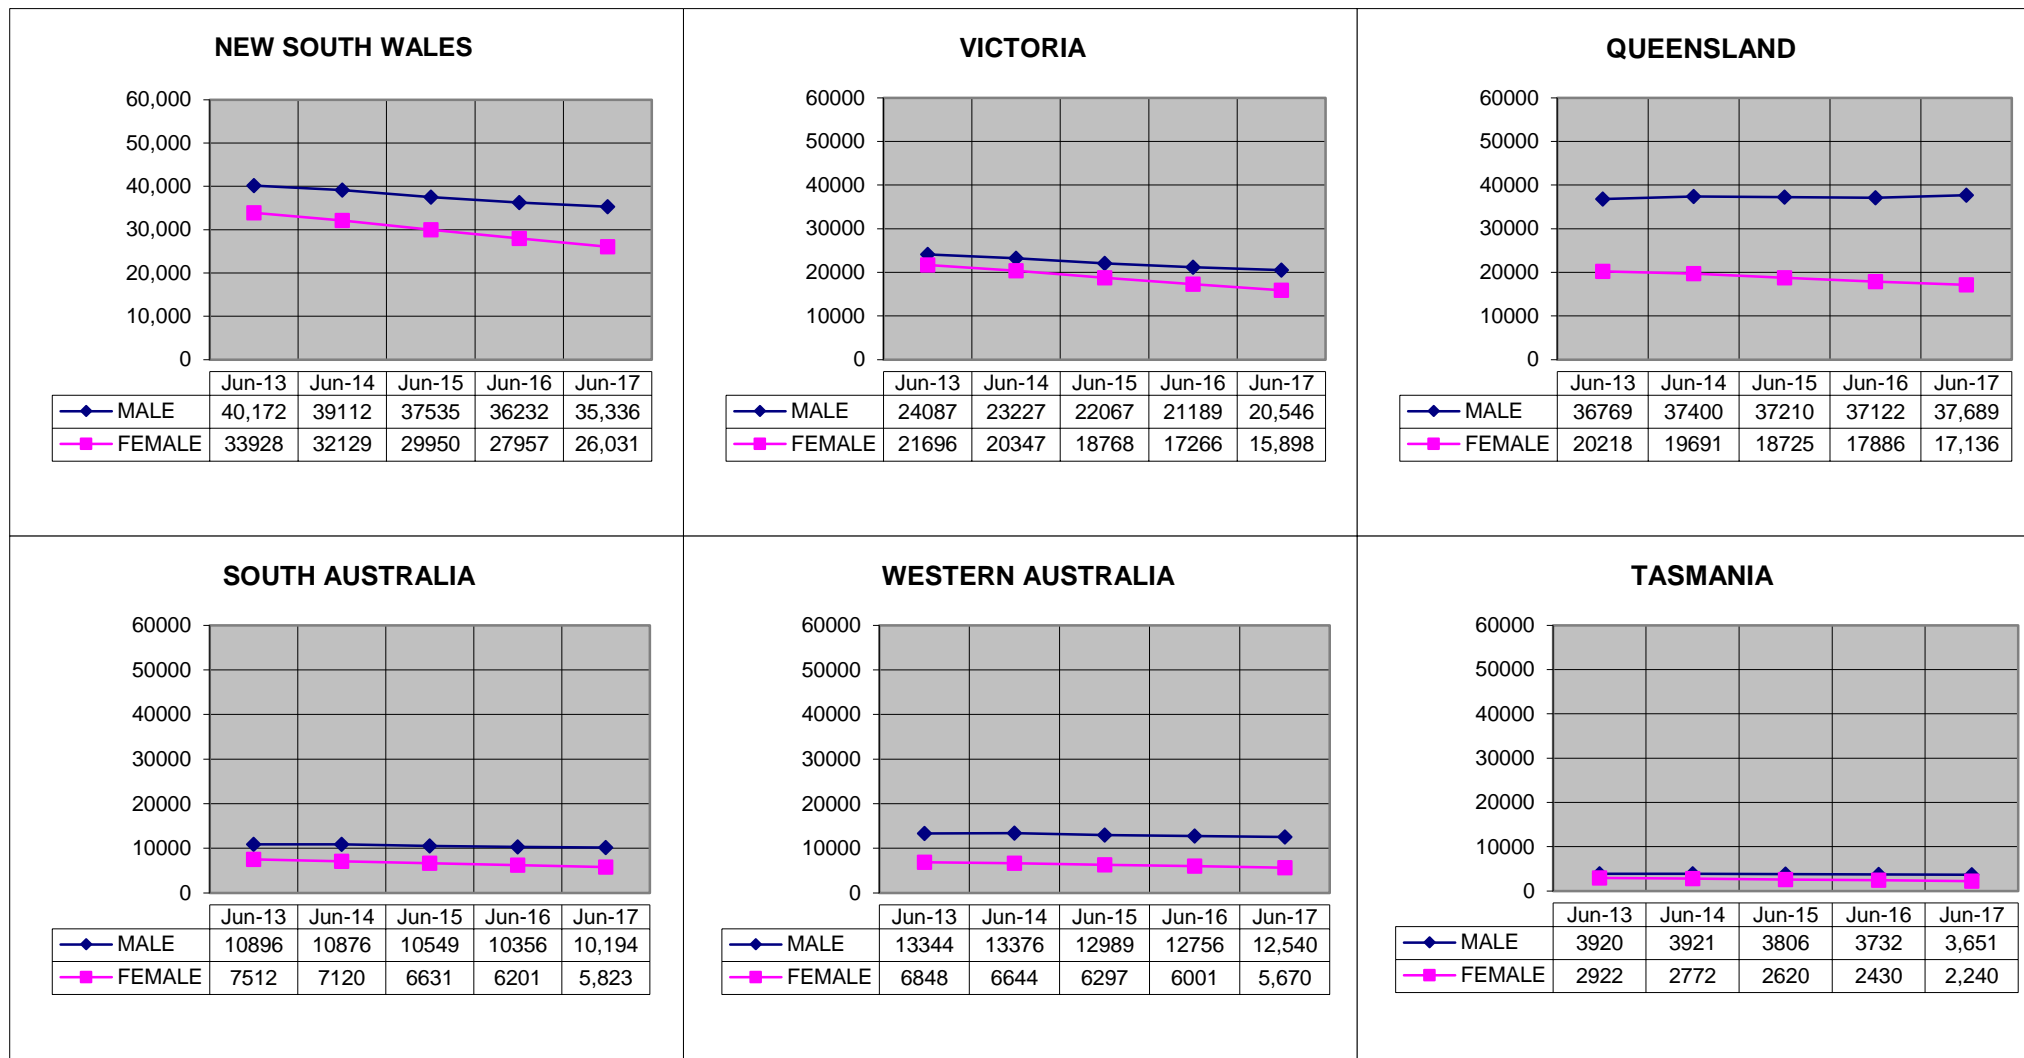 NEW SOUTH WALES
60,000
50,000
40,000
30,000
20,000
10,000
0
Jun-13 Jun-14 Jun-15 Jun-16 Jun-17
MALE 40,172 39112 37535 36232 35,336
FEMALE 33928 32129 29950 27957 26,031
VICTORIA
60000
50000
40000
30000
20000
10000
0
Jun-13 Jun-14 Jun-15 Jun-16 Jun-17
MALE 24087 23227 22067 21189 20,546
FEMALE 21696 20347 18768 17266 15,898
QUEENSLAND
60000
50000
40000
30000
20000
10000
0
Jun-13 Jun-14 Jun-15 Jun-16 Jun-17
MALE 36769 37400 37210 37122 37,689
FEMALE 20218 19691 18725 17886 17,136
SOUTH AUSTRALIA
60000
50000
40000
30000
20000
10000
0
Jun-13 Jun-14 Jun-15 Jun-16 Jun-17
MALE 10896 10876 10549 10356 10,194
FEMALE 7512 7120 6631 6201 5,823
WESTERN AUSTRALIA
60000
50000
40000
30000
20000
10000
0
Jun-13 Jun-14 Jun-15 Jun-16 Jun-17
MALE 13344 13376 12989 12756 12,540
FEMALE 6848 6644 6297 6001 5,670
TASMANIA
60000
50000
40000
30000
20000
10000
0
Jun-13 Jun-14 Jun-15 Jun-16 Jun-17
MALE 3920 3921 3806 3732 3,651
FEMALE 2922 2772 2620 2430 2,240